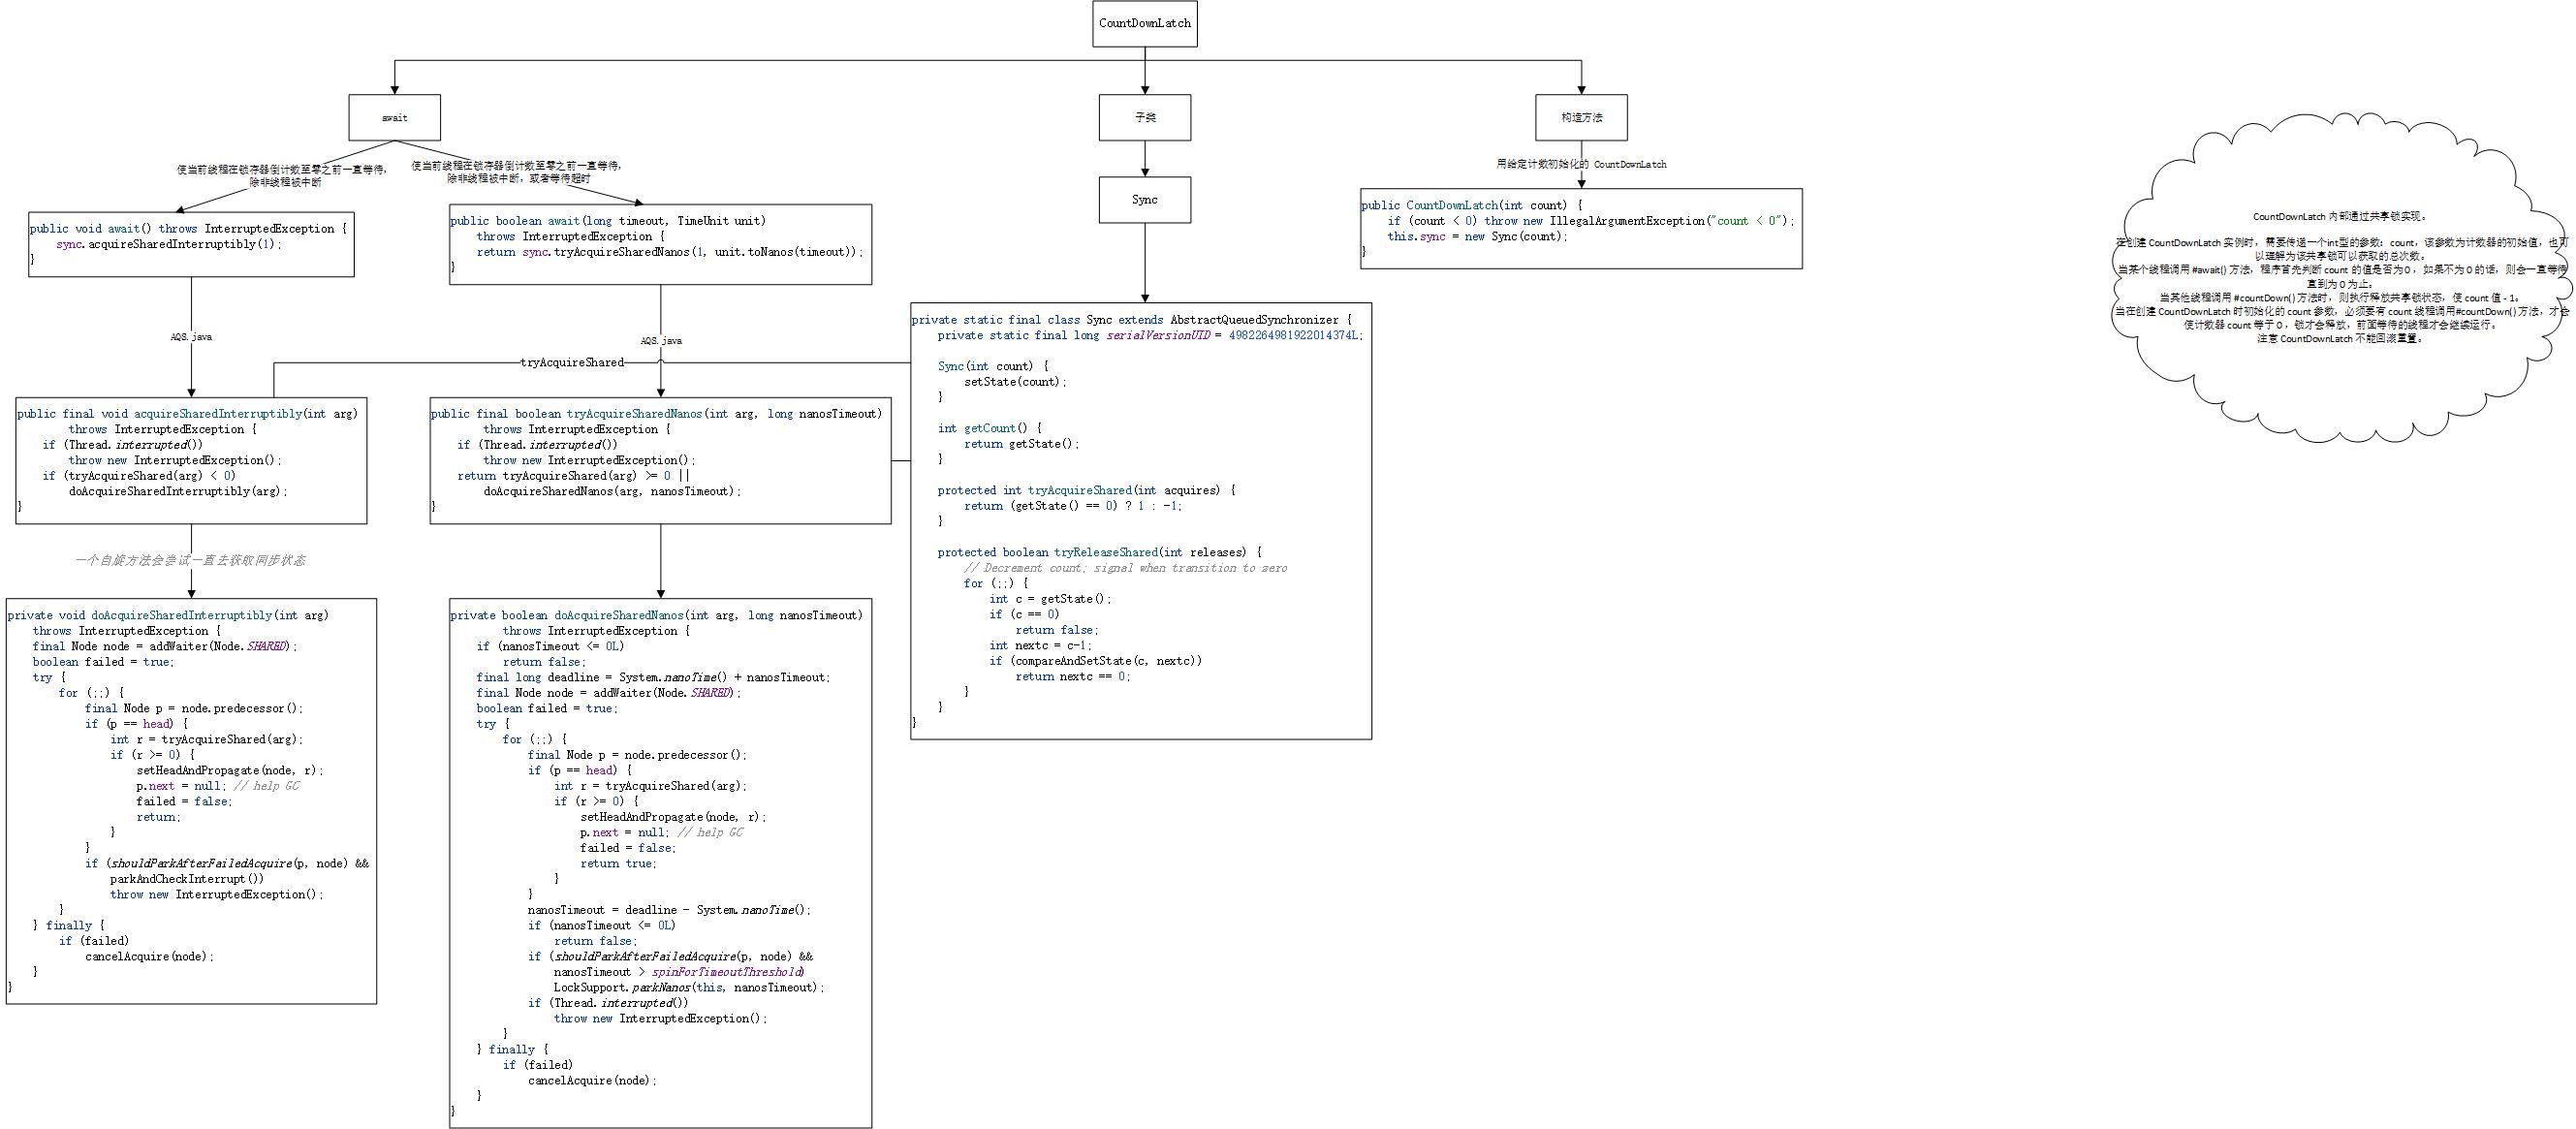 CountDownLatch
await
使当前线程在锁存器倒计数至零之前一直等待,
除非线程被中断
public void await() throws InterruptedException {
    sync.acquireSharedInterruptibly(1);
}
AQS.java
public final void acquireSharedInterruptibly(int arg)
        throws InterruptedException {
    if (Thread.interrupted())
        throw new InterruptedException();
    if (tryAcquireShared(arg) < 0)
        doAcquireSharedInterruptibly(arg);
}
一个自旋方法会尝试一直去获取同步状态
private void doAcquireSharedInterruptibly(int arg)
    throws InterruptedException {
    final Node node = addWaiter(Node.SHARED);
    boolean failed = true;
    try {
        for (;;) {
            final Node p = node.predecessor();
            if (p == head) {
                int r = tryAcquireShared(arg);
                if (r >= 0) {
                    setHeadAndPropagate(node, r);
                    p.next = null; // help GC
                    failed = false;
                    return;
                }
            }
            if (shouldParkAfterFailedAcquire(p, node) &&
                parkAndCheckInterrupt())
                throw new InterruptedException();
        }
    } finally {
        if (failed)
            cancelAcquire(node);
    }
}
使当前线程在锁存器倒计数至零之前一直等待,
除非线程被中断, 或者等待超时
public boolean await(long timeout, TimeUnit unit)
    throws InterruptedException {
    return sync.tryAcquireSharedNanos(1, unit.toNanos(timeout));
}
AQS.java
tryAcquireShared
public final boolean tryAcquireSharedNanos(int arg, long nanosTimeout)
        throws InterruptedException {
    if (Thread.interrupted())
        throw new InterruptedException();
    return tryAcquireShared(arg) >= 0 ||
        doAcquireSharedNanos(arg, nanosTimeout);
}
private boolean doAcquireSharedNanos(int arg, long nanosTimeout)
        throws InterruptedException {
    if (nanosTimeout <= 0L)
        return false;
    final long deadline = System.nanoTime() + nanosTimeout;
    final Node node = addWaiter(Node.SHARED);
    boolean failed = true;
    try {
        for (;;) {
            final Node p = node.predecessor();
            if (p == head) {
                int r = tryAcquireShared(arg);
                if (r >= 0) {
                    setHeadAndPropagate(node, r);
                    p.next = null; // help GC
                    failed = false;
                    return true;
                }
            }
            nanosTimeout = deadline - System.nanoTime();
            if (nanosTimeout <= 0L)
                return false;
            if (shouldParkAfterFailedAcquire(p, node) &&
                nanosTimeout > spinForTimeoutThreshold)
                LockSupport.parkNanos(this, nanosTimeout);
            if (Thread.interrupted())
                throw new InterruptedException();
        }
    } finally {
        if (failed)
            cancelAcquire(node);
    }
}
子类
Sync
private static final class Sync extends AbstractQueuedSynchronizer {
    private static final long serialVersionUID = 4982264981922014374L;
    Sync(int count) {
        setState(count);
    }
    int getCount() {
        return getState();
    }
    protected int tryAcquireShared(int acquires) {
        return (getState() == 0) ? 1 : -1;
    }
    protected boolean tryReleaseShared(int releases) {
        // Decrement count; signal when transition to zero
        for (;;) {
            int c = getState();
            if (c == 0)
                return false;
            int nextc = c-1;
            if (compareAndSetState(c, nextc))
                return nextc == 0;
        }
    }
}
构造方法
用给定计数初始化的 CountDownLatch
public CountDownLatch(int count) {
    if (count < 0) throw new IllegalArgumentException("count < 0");
    this.sync = new Sync(count);
}
CountDownLatch 内部通过共享锁实现。
在创建 CountDownLatch 实例时，需要传递一个int型的参数：count，该参数为计数器的初始值，也可
以理解为该共享锁可以获取的总次数。
当某个线程调用 #await() 方法，程序首先判断 count 的值是否为 0 ，如果不为 0 的话，则会一直等待
直到为 0 为止。
当其他线程调用 #countDown() 方法时，则执行释放共享锁状态，使 count 值 - 1。
当在创建 CountDownLatch 时初始化的 count 参数，必须要有 count 线程调用#countDown() 方法，才会
使计数器 count 等于 0 ，锁才会释放，前面等待的线程才会继续运行。
注意 CountDownLatch 不能回滚重置。